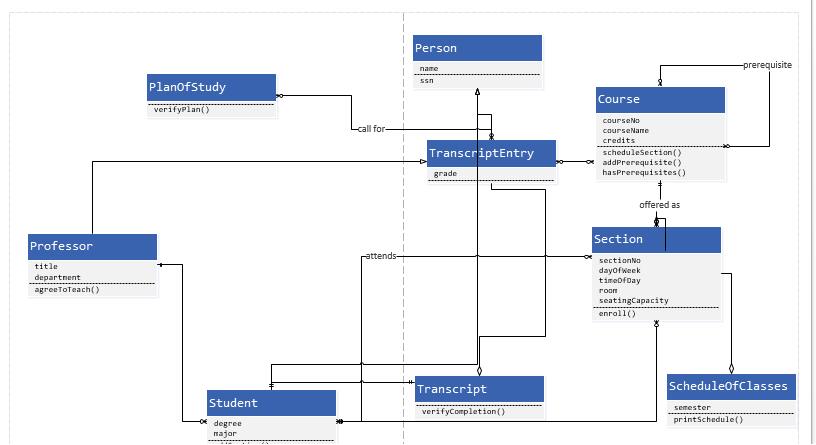 Person
name
ssn
prerequisite
PlanOfStudy
verifyPlan()
Course
courseNo
courseName
credits
scheduleSection()
addPrerequisite()
hasPrerequisites()
call for
TranscriptEntry
grade
offered as
Professor
title
department
agreeToTeach()
attends
Section
sectionNo
dayOfWeek
timeOfDay
room
seatingCapacity
enroll()
Student
degree
major
Transcript
verifyCompletion()
ScheduleOfClasses
semester
printSchedule()